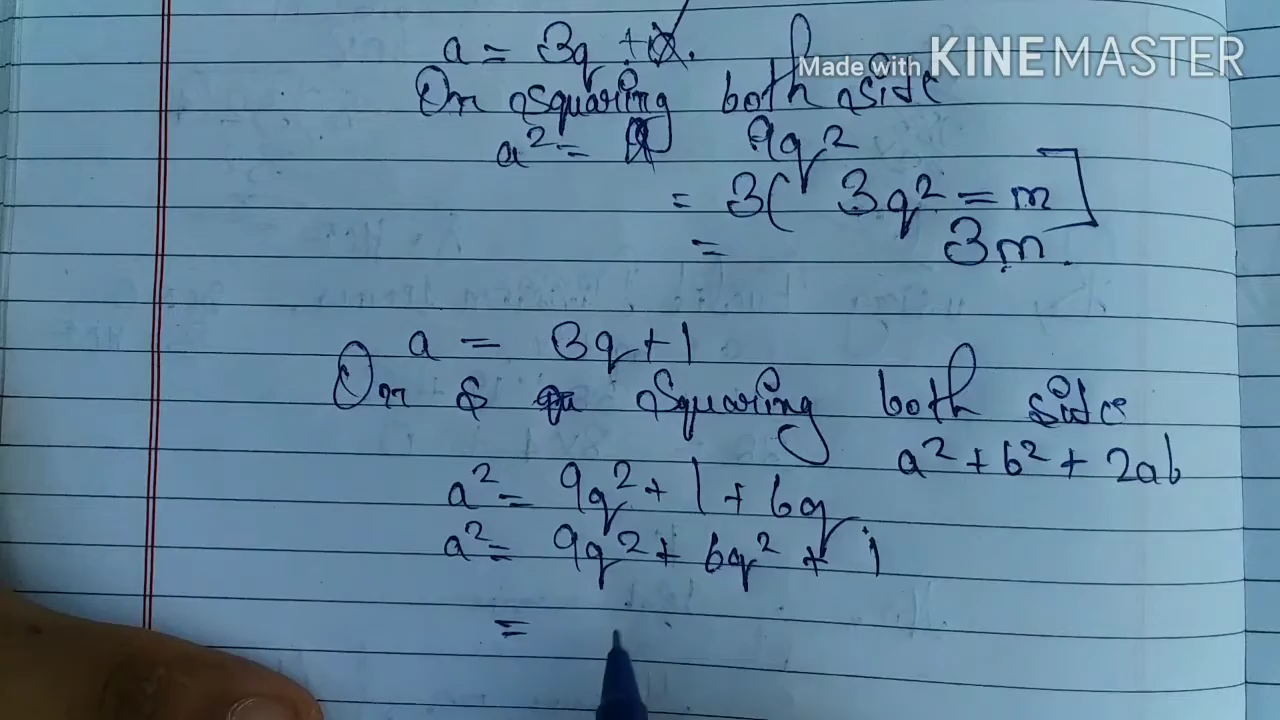 a = 3q +
Made with KINEMASTER
On squaring both side
a² = 9q²
= 3( 3q² = m ]
= 3m.
a = 3q + 1
On squaring both side
a² + b² + 2ab
a² = 9q² + 1 + 6q
a² = 9q² + 6q² + 1
=